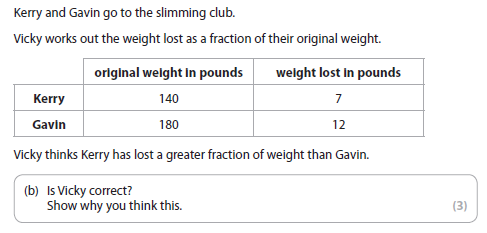 Kerry and Gavin go to the slimming club.
Vicky works out the weight lost as a fraction of their original weight.
original weight in pounds weight lost in pounds
Kerry 140 7
Gavin 180 12
Vicky thinks Kerry has lost a greater fraction of weight than Gavin.
(b) Is Vicky correct?
Show why you think this. (3)